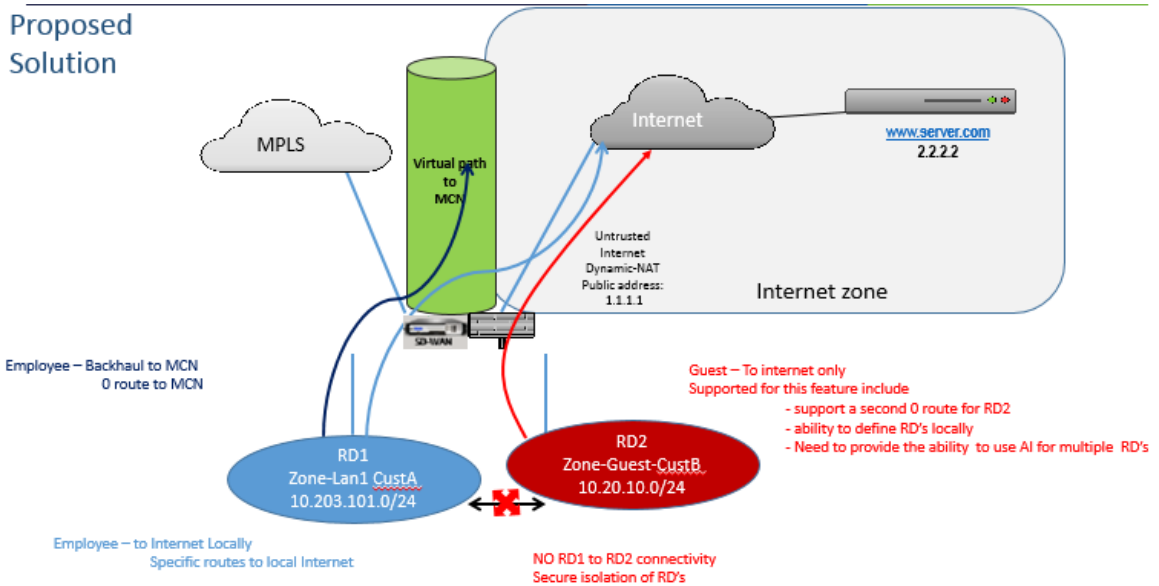 Proposed
Solution
MPLS
Virtual path
to
MCN
Internet
www.server.com
2.2.2.2
Untrusted
Internet
Dynamic-NAT
Public address:
1.1.1.1
Internet zone
SD-WAN
Employee – Backhaul to MCN
0 route to MCN
Guest – To internet only
Supported for this feature include
- support a second 0 route for RD2
- ability to define RD's locally
- Need to provide the ability to use AI for multiple RD's
RD1
Zone-Lan1 CustA
10.203.101.0/24
RD2
Zone-Guest-CustB
10.20.10.0/24
Employee – to Internet Locally
Specific routes to local Internet
NO RD1 to RD2 connectivity
Secure isolation of RD's